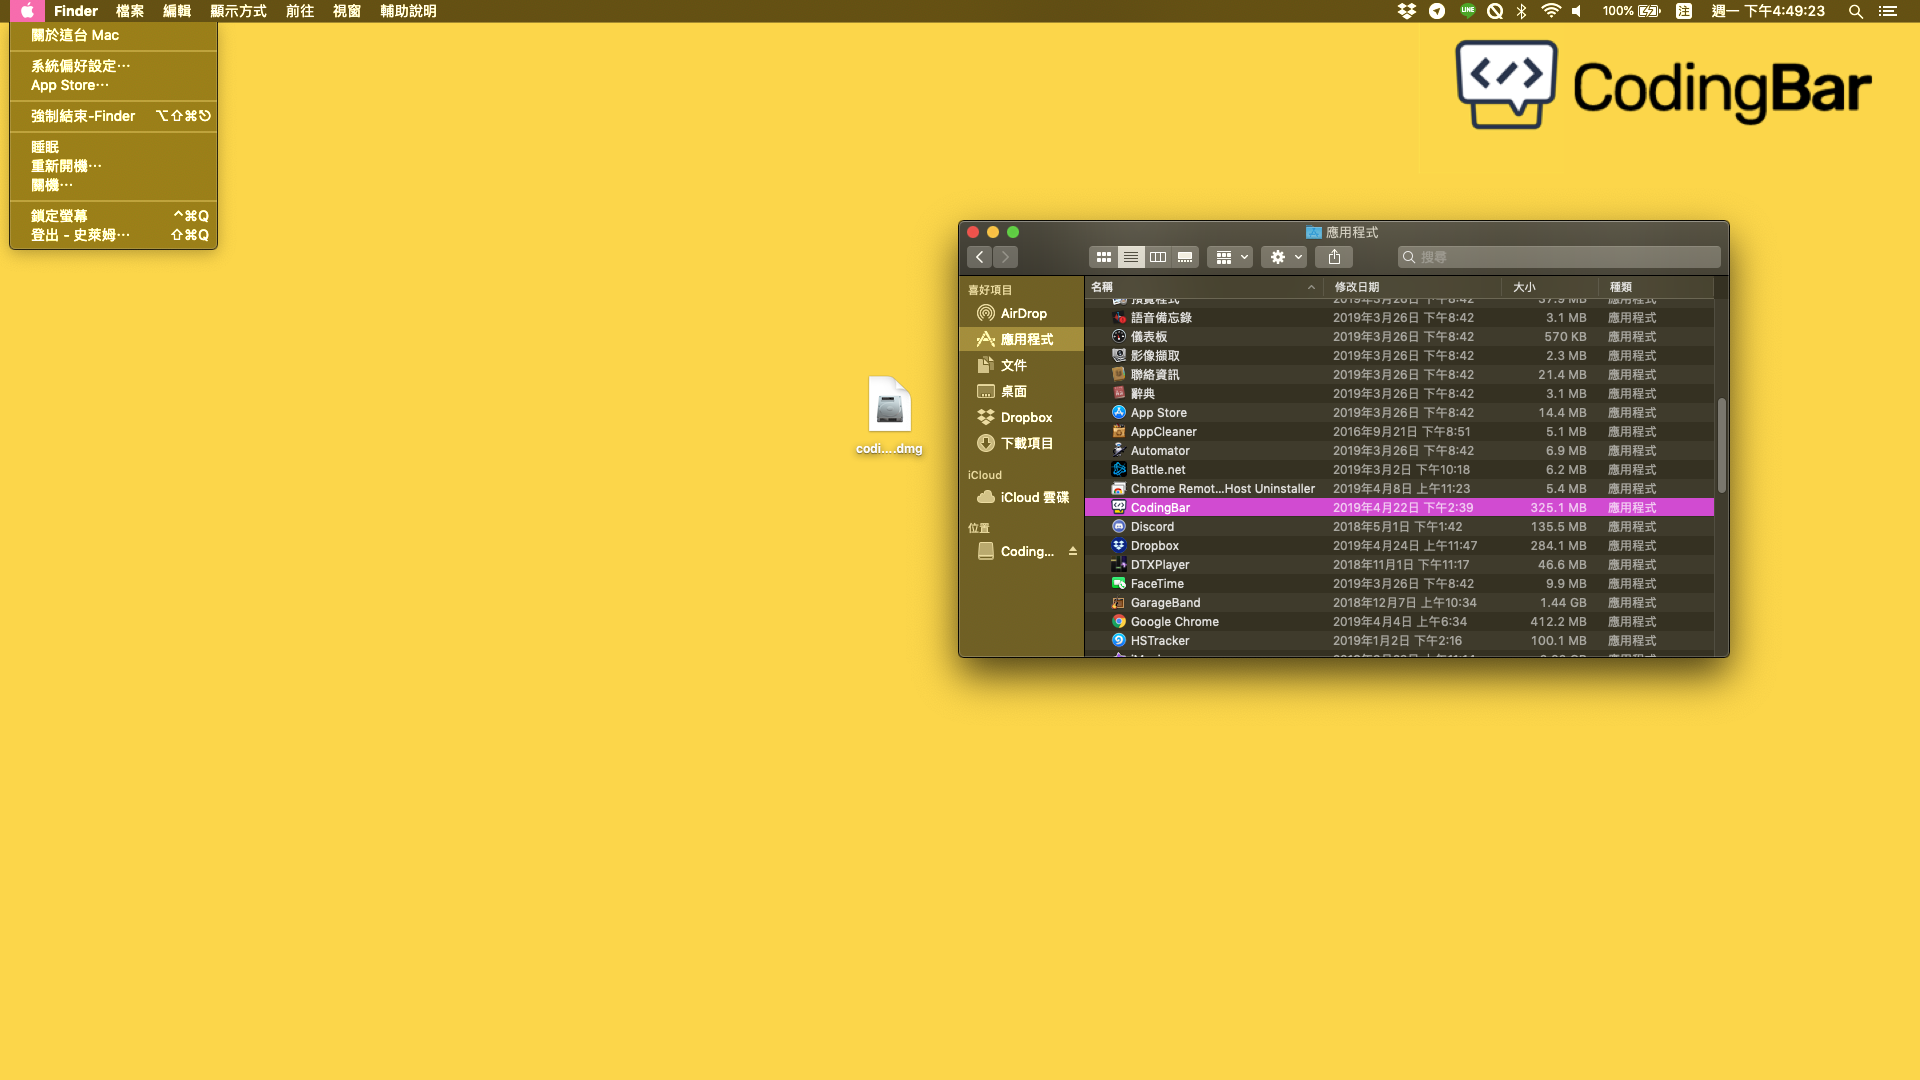 Finder 檔案 編輯 顯示方式 前往 視窗 輔助說明 LINE 100% 注 週一 下午4:49:23
關於這台 Mac
系統偏好設定⋯
App Store⋯
強制結束-Finder ⌥⇧⌘⎋
睡眠
重新開機⋯
關機⋯
鎖定螢幕 ^⌘Q
登出 - 史萊姆⋯ ⇧⌘Q
</> CodingBar
codi....dmg
應用程式
搜尋
喜好項目
AirDrop
應用程式
文件
桌面
Dropbox
下載項目
iCloud
iCloud 雲碟
位置
Coding...
名稱 修改日期 大小 種類
預覽程式 2019年3月26日 下午8:42 37.9 MB 應用程式
語音備忘錄 2019年3月26日 下午8:42 3.1 MB 應用程式
儀表板 2019年3月26日 下午8:42 570 KB 應用程式
影像擷取 2019年3月26日 下午8:42 2.3 MB 應用程式
聯絡資訊 2019年3月26日 下午8:42 21.4 MB 應用程式
辭典 2019年3月26日 下午8:42 3.1 MB 應用程式
App Store 2019年3月26日 下午8:42 14.4 MB 應用程式
AppCleaner 2016年9月21日 下午8:51 5.1 MB 應用程式
Automator 2019年3月26日 下午8:42 6.9 MB 應用程式
Battle.net 2019年3月2日 下午10:18 6.2 MB 應用程式
Chrome Remot...Host Uninstaller 2019年4月8日 上午11:23 5.4 MB 應用程式
CodingBar 2019年4月22日 下午2:39 325.1 MB 應用程式
Discord 2018年5月1日 下午1:42 135.5 MB 應用程式
Dropbox 2019年4月24日 上午11:47 284.1 MB 應用程式
DTXPlayer 2018年11月1日 下午11:17 46.6 MB 應用程式
FaceTime 2019年3月26日 下午8:42 9.9 MB 應用程式
GarageBand 2018年12月7日 上午10:34 1.44 GB 應用程式
Google Chrome 2019年4月4日 上午6:34 412.2 MB 應用程式
HSTracker 2019年1月2日 下午2:16 100.1 MB 應用程式